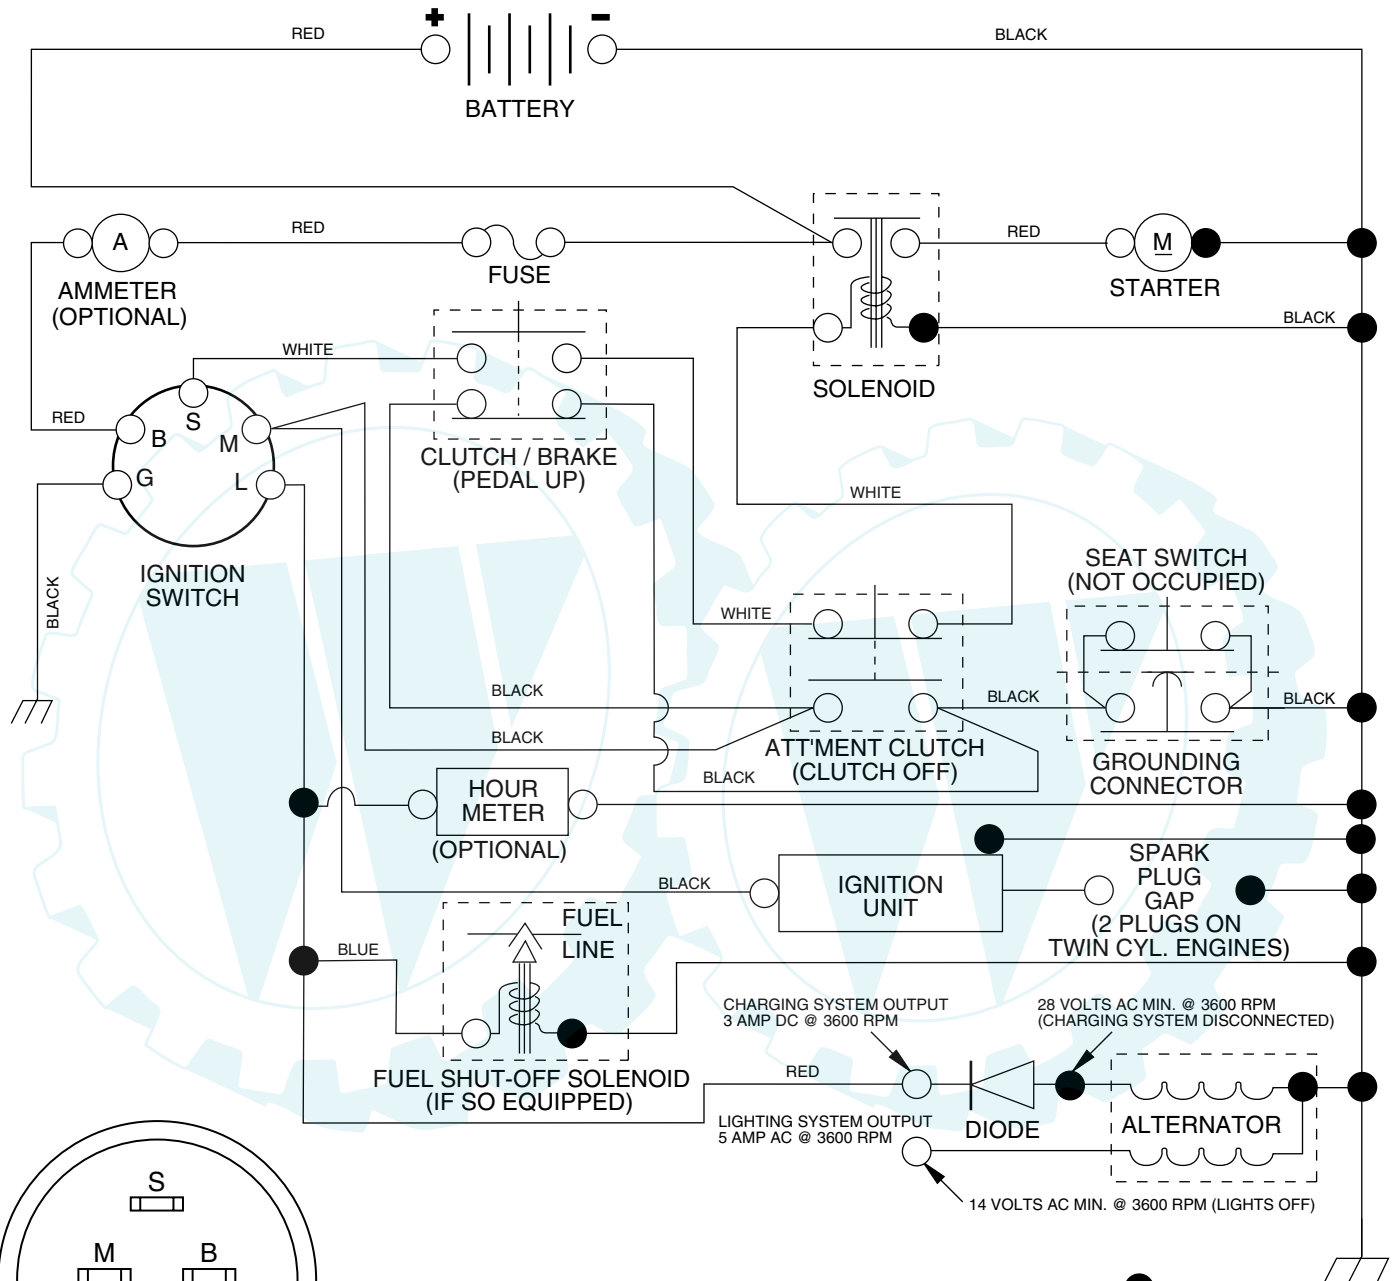 + −
RED
BLACK
BATTERY
A
RED
RED
M
FUSE
AMMETER
(OPTIONAL)
STARTER
BLACK
WHITE
SOLENOID
RED
S
B
M
G
L
CLUTCH / BRAKE
(PEDAL UP)
WHITE
IGNITION
SWITCH
BLACK
SEAT SWITCH
(NOT OCCUPIED)
WHITE
BLACK
BLACK
BLACK
BLACK
ATT'MENT CLUTCH
(CLUTCH OFF)
GROUNDING
CONNECTOR
BLACK
HOUR
METER
(OPTIONAL)
SPARK
PLUG
GAP
(2 PLUGS ON
TWIN CYL. ENGINES)
BLACK
IGNITION
UNIT
FUEL
LINE
BLUE
CHARGING SYSTEM OUTPUT
3 AMP DC @ 3600 RPM
28 VOLTS AC MIN. @ 3600 RPM
(CHARGING SYSTEM DISCONNECTED)
RED
FUEL SHUT-OFF SOLENOID
(IF SO EQUIPPED)
LIGHTING SYSTEM OUTPUT
5 AMP AC @ 3600 RPM
DIODE
ALTERNATOR
14 VOLTS AC MIN. @ 3600 RPM (LIGHTS OFF)
S
M
B